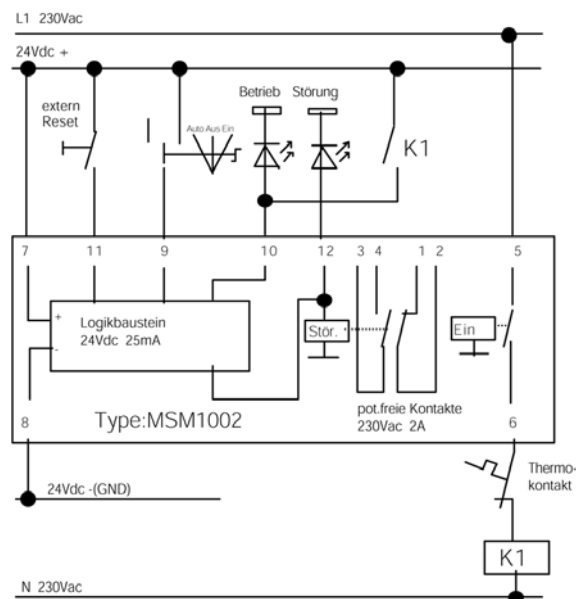 L1 230Vac
24Vdc +
extern
Reset
Auto Aus Ein
Betrieb
Störung
K1
7
11
9
10
12
3
4
1
2
5
+
-
Logikbaustein
24Vdc 25mA
Stör.
Ein
8
Type:MSM1002
pot.freie Kontakte
230Vac 2A
6
24Vdc -(GND)
Thermo-
kontakt
K1
N 230Vac